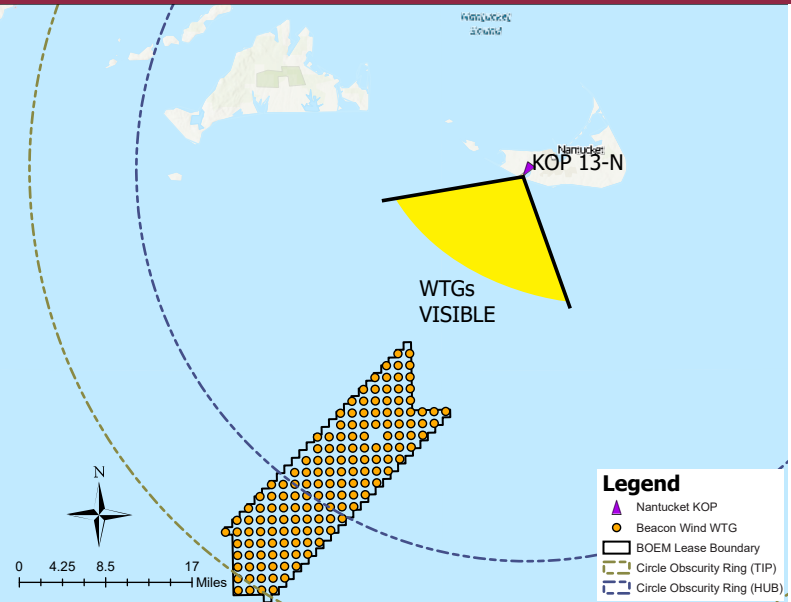 Nantucket
Sound
Nantucket
KOP 13-N
WTGs
VISIBLE
N
0 4.25 8.5 17
Miles
Legend
Nantucket KOP
Beacon Wind WTG
BOEM Lease Boundary
Circle Obscurity Ring (TIP)
Circle Obscurity Ring (HUB)